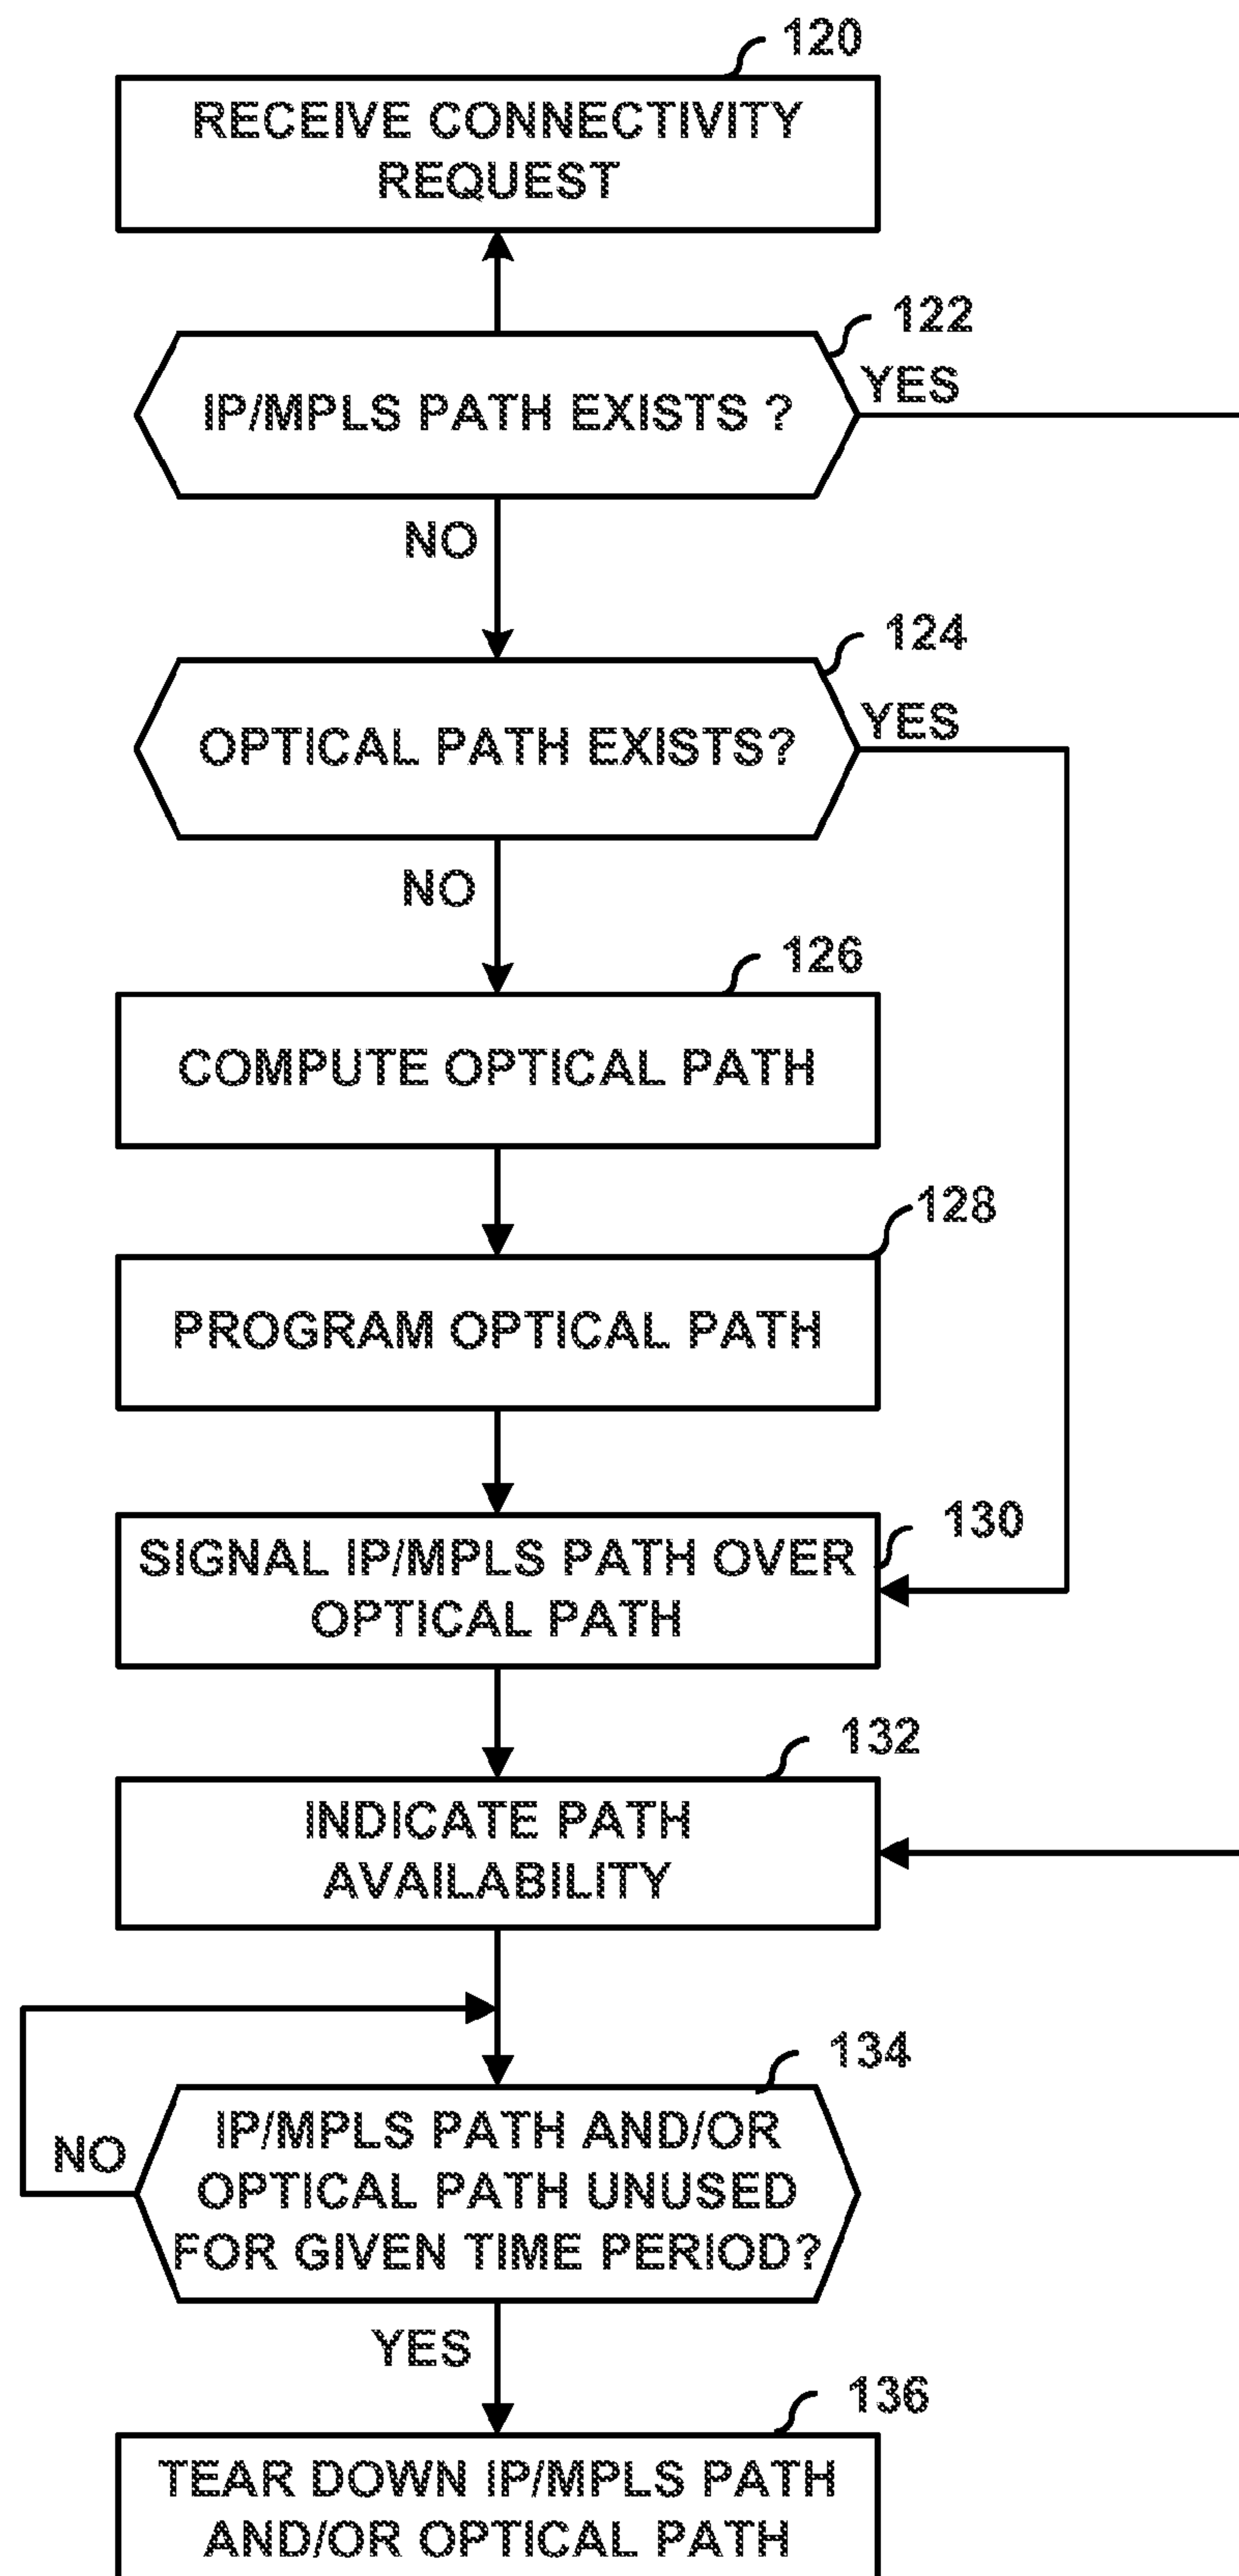 120
RECEIVE CONNECTIVITY
REQUEST
122
YES
IP/MPLS PATH EXISTS ?
NO
124
YES
OPTICAL PATH EXISTS?
NO
126
COMPUTE OPTICAL PATH
128
PROGRAM OPTICAL PATH
130
SIGNAL IP/MPLS PATH OVER
OPTICAL PATH
132
INDICATE PATH
AVAILABILITY
134
IP/MPLS PATH AND/OR
NO
OPTICAL PATH UNUSED
FOR GIVEN TIME PERIOD?
YES
136
TEAR DOWN IP/MPLS PATH
AND/OR OPTICAL PATH